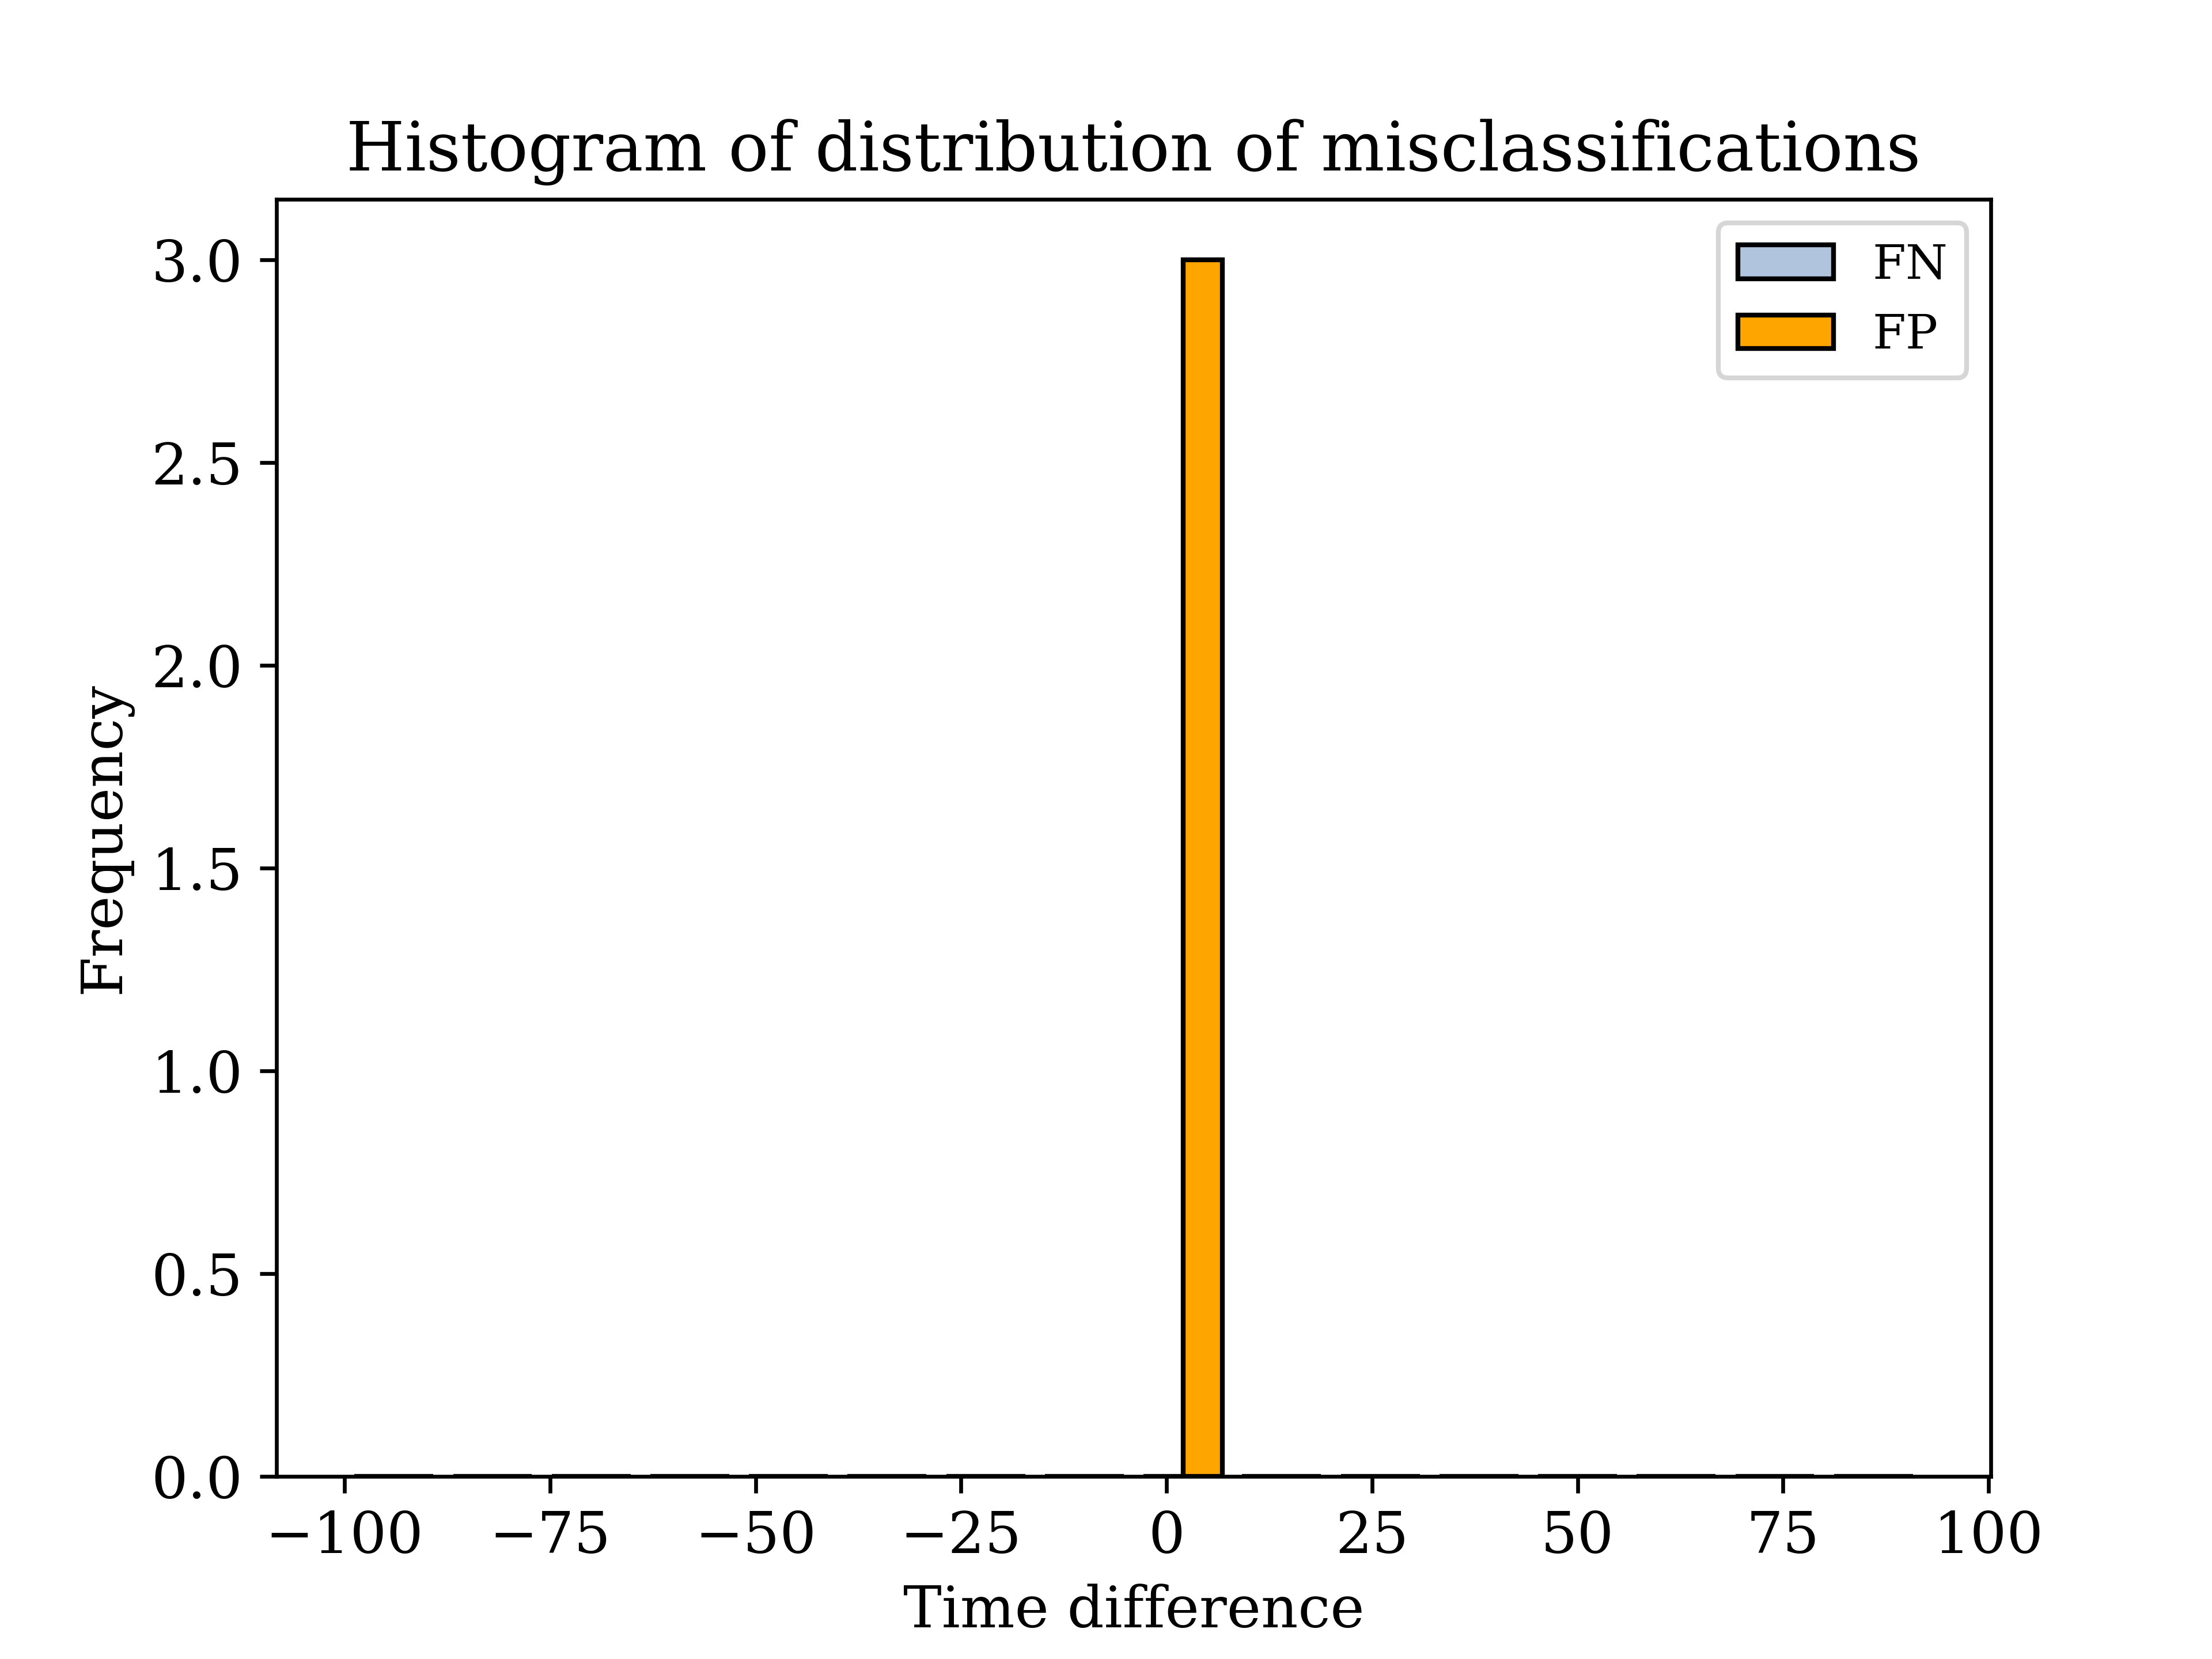 Histogram of distribution of misclassifications
FN
FP
3.0
2.5
2.0
1.5
1.0
0.5
0.0
Frequency
−100 −75 −50 −25 0 25 50 75 100
Time difference